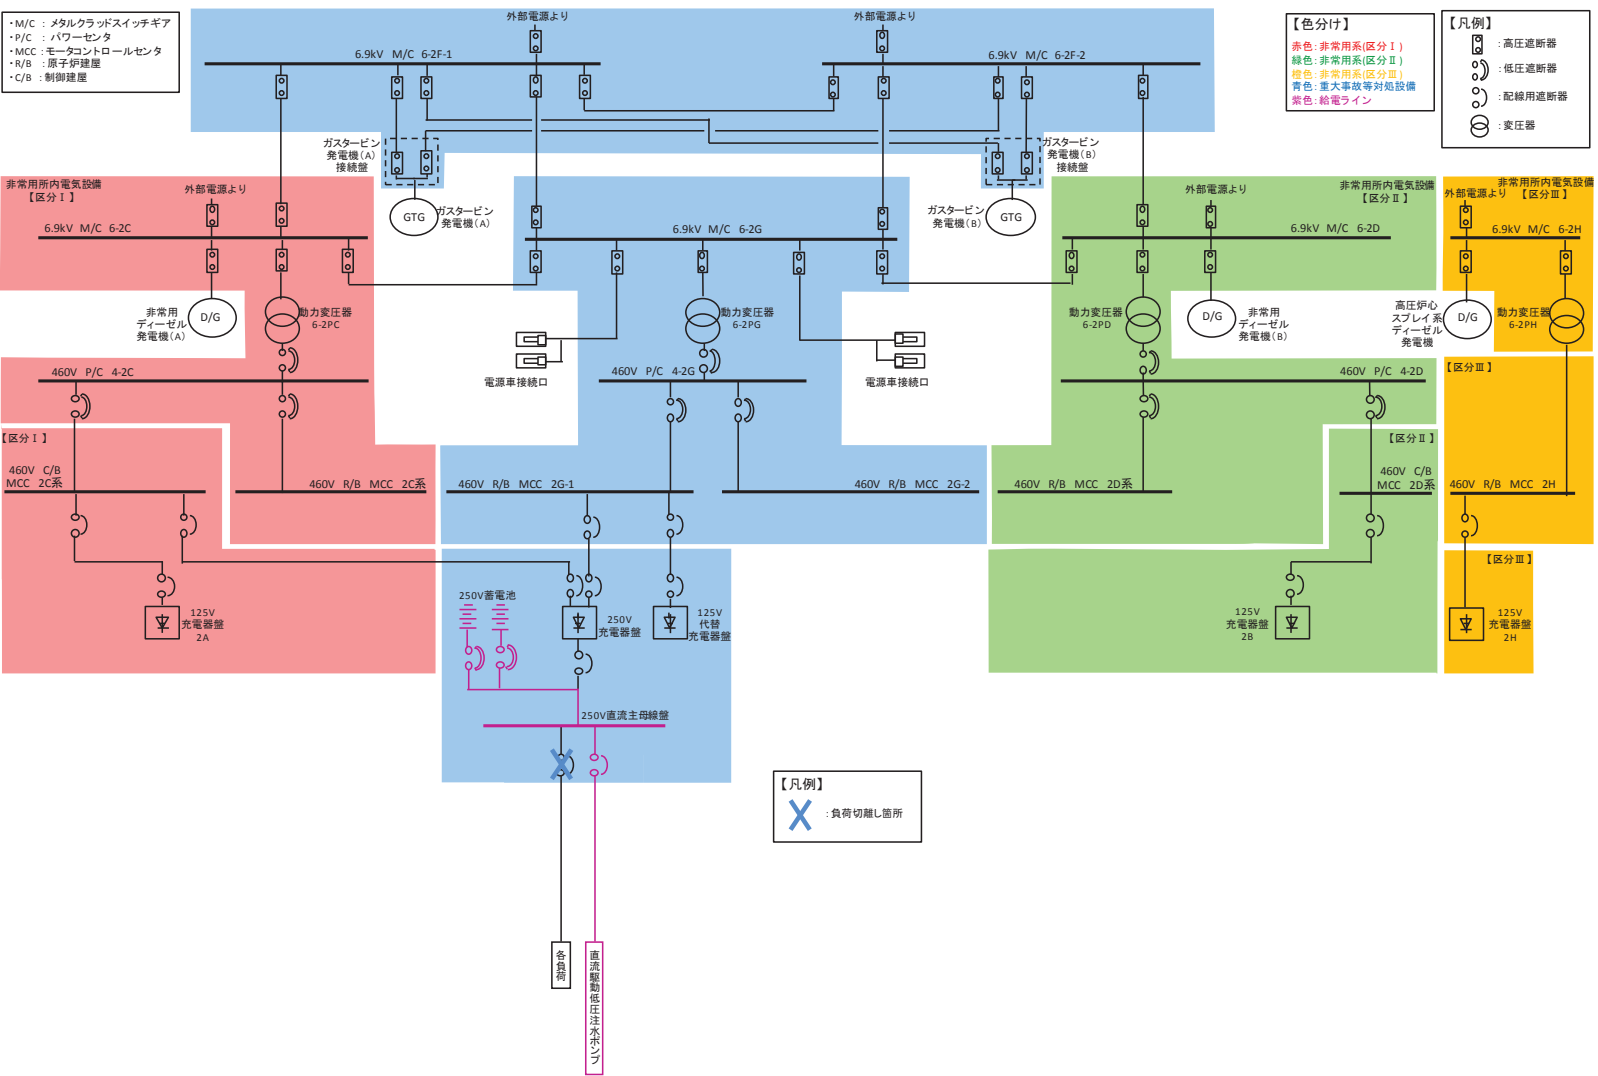 ・M/C : メタルクラッドスイッチギア
・P/C : パワーセンタ
・MCC : モータコントロールセンタ
・R/B : 原子炉建屋
・C/B : 制御建屋
外部電源より
外部電源より
6.9kV M/C 6-2F-1
6.9kV M/C 6-2F-2
【色分け】
赤色：非常用系(区分Ⅰ)
緑色：非常用系(区分Ⅱ)
橙色：非常用系(区分Ⅲ)
青色：重大事故等対処設備
紫色：給電ライン
【凡例】
：高圧遮断器
：低圧遮断器
：配線用遮断器
：変圧器
ガスタービン
発電機(A)
接続盤
ガスタービン
発電機(B)
接続盤
GTG
ガスタービン
発電機(A)
ガスタービン
発電機(B)
GTG
非常用所内電気設備
【区分Ⅰ】
外部電源より
6.9kV M/C 6-2C
6.9kV M/C 6-2G
外部電源より
非常用所内電気設備
【区分Ⅱ】
6.9kV M/C 6-2D
非常用所内電気設備
外部電源より
【区分Ⅲ】
6.9kV M/C 6-2H
非常用
ディーゼル
発電機(A)
D/G
動力変圧器
6-2PC
動力変圧器
6-2PG
動力変圧器
6-2PD
D/G
非常用
ディーゼル
発電機(B)
高圧炉心
スプレイ系
ディーゼル
発電機
D/G
動力変圧器
6-2PH
電源車接続口
電源車接続口
460V P/C 4-2C
460V P/C 4-2G
460V P/C 4-2D
【区分Ⅲ】
【区分Ⅰ】
【区分Ⅱ】
460V C/B
MCC 2C系
460V R/B MCC 2C系
460V R/B MCC 2G-1
460V R/B MCC 2G-2
460V R/B MCC 2D系
460V C/B
MCC 2D系
460V R/B MCC 2H
【区分Ⅲ】
125V
充電器盤
2A
250V蓄電池
250V
充電器盤
125V
代替
充電器盤
125V
充電器盤
2B
125V
充電器盤
2H
250V直流主母線盤
【凡例】
：負荷切離し箇所
各負荷
直流駆動低圧注水ポンプ